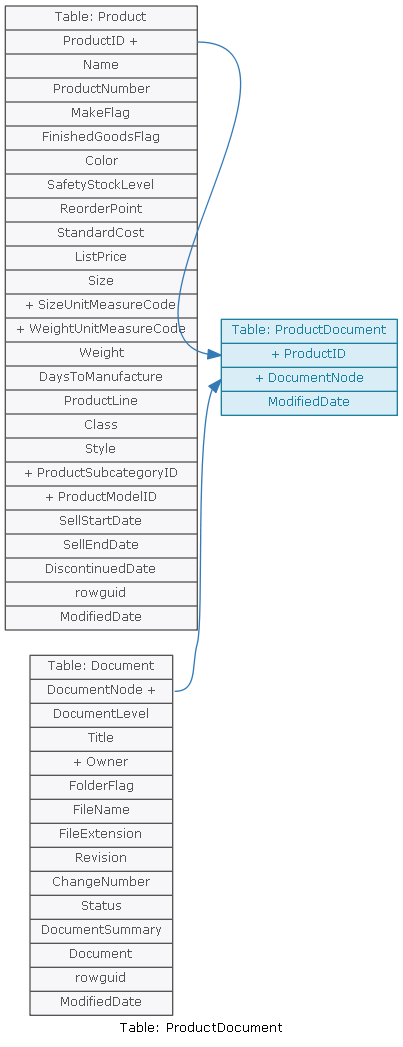 Table: Product
ProductID +
Name
ProductNumber
MakeFlag
FinishedGoodsFlag
Color
SafetyStockLevel
ReorderPoint
StandardCost
ListPrice
Size
+ SizeUnitMeasureCode
+ WeightUnitMeasureCode
Weight
DaysToManufacture
ProductLine
Class
Style
+ ProductSubcategoryID
+ ProductModelID
SellStartDate
SellEndDate
DiscontinuedDate
rowguid
ModifiedDate
Table: ProductDocument
+ ProductID
+ DocumentNode
ModifiedDate
Table: Document
DocumentNode +
DocumentLevel
Title
+ Owner
FolderFlag
FileName
FileExtension
Revision
ChangeNumber
Status
DocumentSummary
Document
rowguid
ModifiedDate
Table: ProductDocument